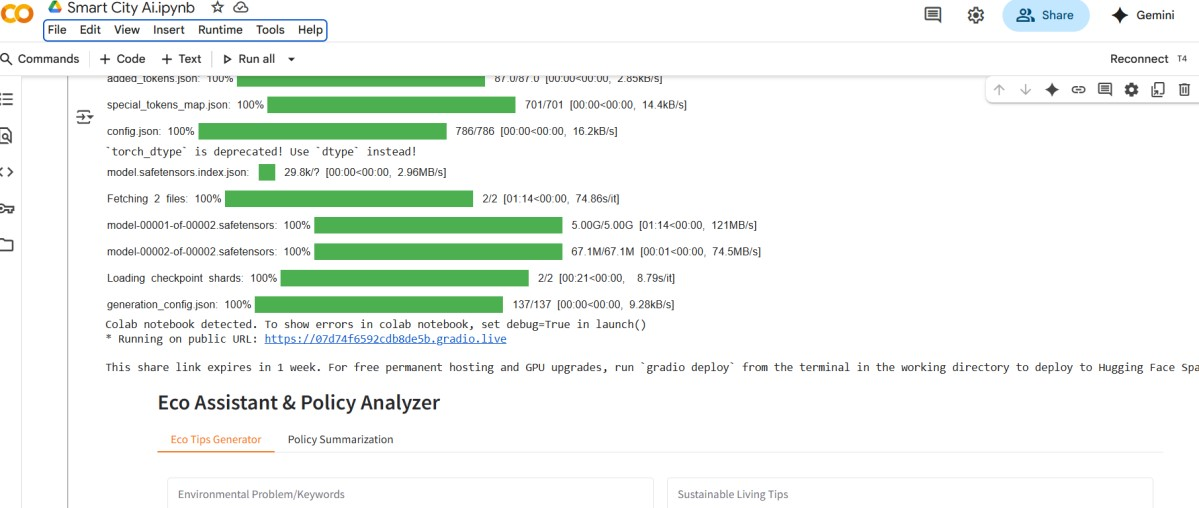 Smart City Ai.ipynb
Share
Gemini
File Edit View Insert Runtime Tools Help
Commands + Code + Text Run all
Reconnect T4
added_tokens.json: 100% 87.0/87.0 [00:00<00:00, 2.85kB/s]
special_tokens_map.json: 100% 701/701 [00:00<00:00, 14.4kB/s]
config.json: 100% 786/786 [00:00<00:00, 16.2kB/s]
`torch_dtype` is deprecated! Use `dtype` instead!
model.safetensors.index.json: 29.8k/? [00:00<00:00, 2.96MB/s]
Fetching 2 files: 100% 2/2 [01:14<00:00, 74.86s/it]
model-00001-of-00002.safetensors: 100% 5.00G/5.00G [01:14<00:00, 121MB/s]
model-00002-of-00002.safetensors: 100% 67.1M/67.1M [00:01<00:00, 74.5MB/s]
Loading checkpoint shards: 100% 2/2 [00:21<00:00, 8.79s/it]
generation_config.json: 100% 137/137 [00:00<00:00, 9.28kB/s]
Colab notebook detected. To show errors in colab notebook, set debug=True in launch()
* Running on public URL: https://07d74f6592cdb8de5b.gradio.live
This share link expires in 1 week. For free permanent hosting and GPU upgrades, run `gradio deploy` from the terminal in the working directory to deploy to Hugging Face Spa
Eco Assistant & Policy Analyzer
Eco Tips Generator Policy Summarization
Environmental Problem/Keywords
Sustainable Living Tips